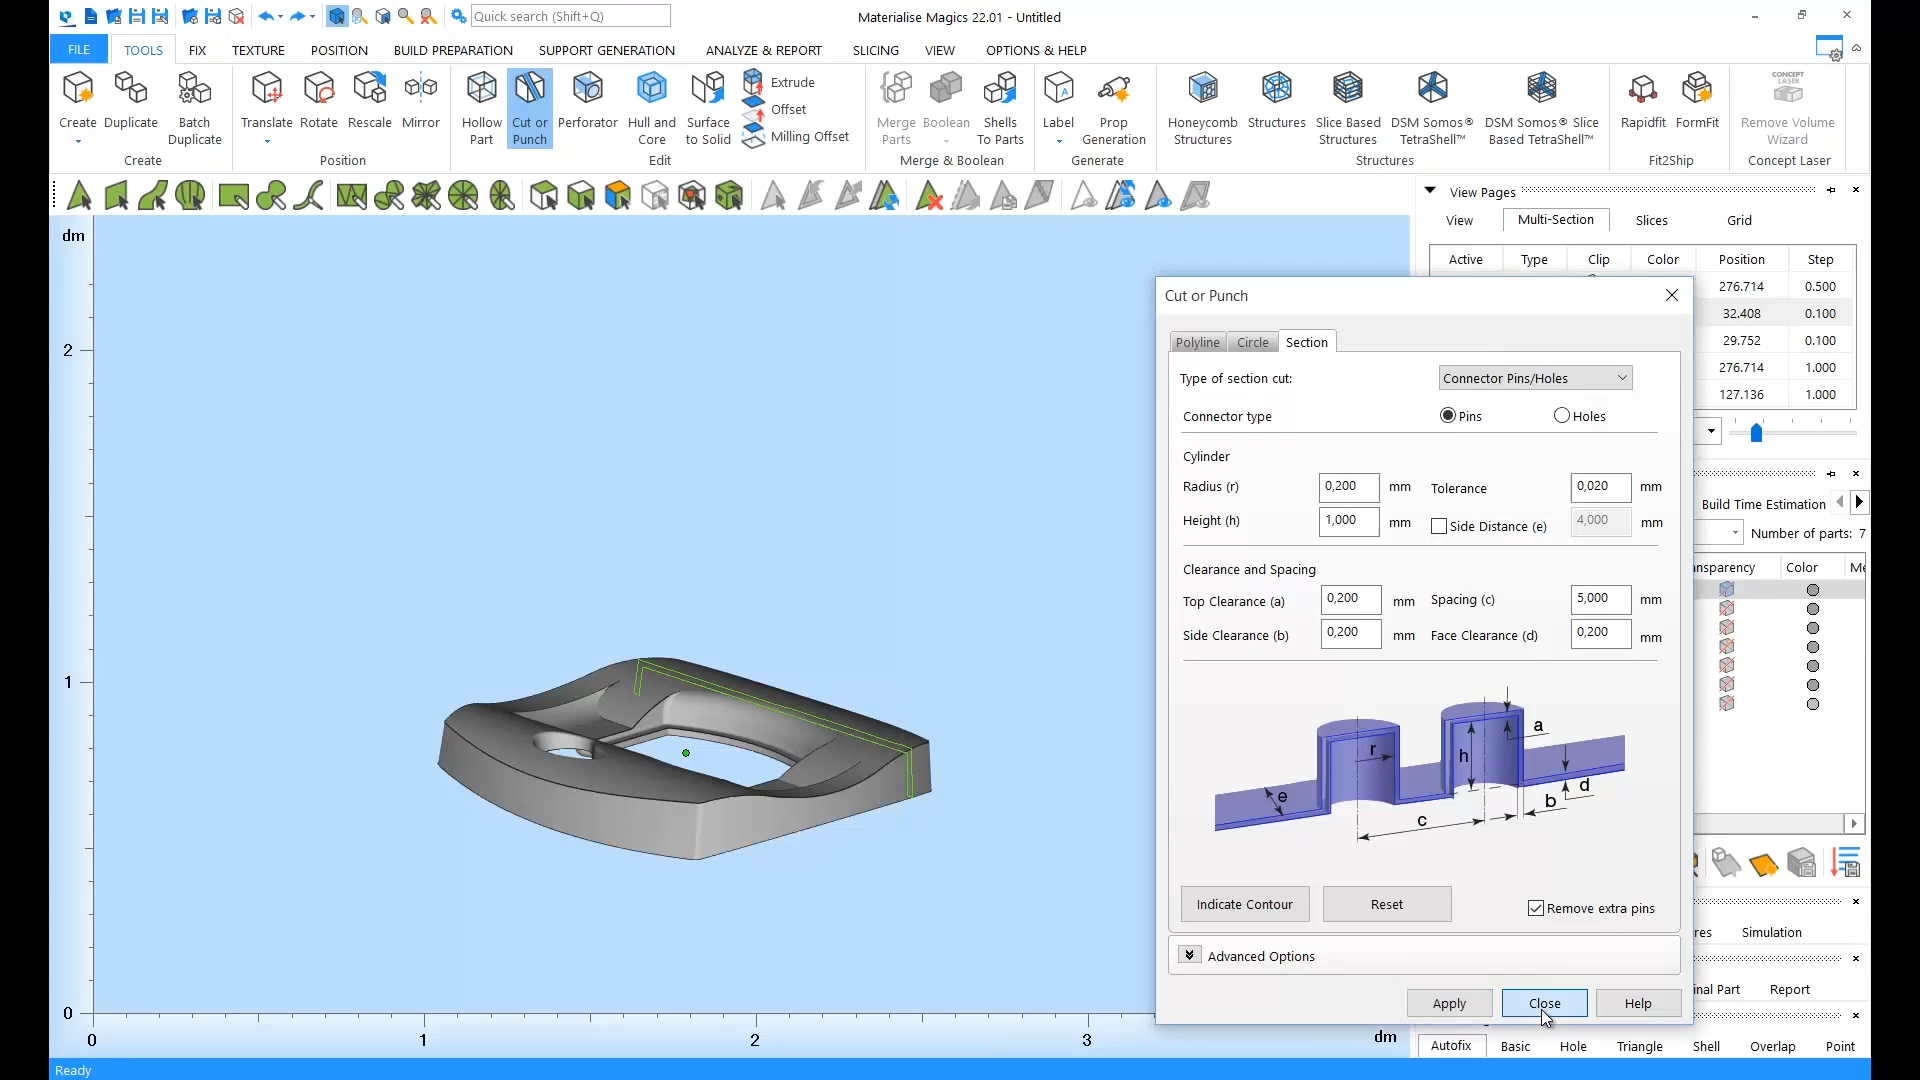 Quick search (Shift+Q)
Materialise Magics 22.01 - Untitled
FILE TOOLS FIX TEXTURE POSITION BUILD PREPARATION SUPPORT GENERATION ANALYZE & REPORT SLICING VIEW OPTIONS & HELP
Create Duplicate Batch Duplicate
Create
Translate Rotate Rescale Mirror
Position
Hollow Part Cut or Punch Perforator Hull and Core Surface to Solid Extrude Offset Milling Offset
Edit
Merge Parts Boolean Shells To Parts
Merge & Boolean
Label Prop Generation
Generate
Honeycomb Structures Structures Slice Based Structures DSM Somos® TetraShell™ DSM Somos® Slice Based TetraShell™
Structures
Rapidfit FormFit
Fit2Ship
CONCEPT LASER
Remove Volume Wizard
Concept Laser
View Pages
View Multi-Section Slices Grid
Active Type Clip Color Position Step
276.714 0.500
32.408 0.100
29.752 0.100
276.714 1.000
127.136 1.000
dm
2
1
0
0 1 2 3 dm
Cut or Punch
Polyline Circle Section
Type of section cut: Connector Pins/Holes
Connector type Pins Holes
Cylinder
Radius (r) 0,200 mm Tolerance 0,020 mm
Height (h) 1,000 mm Side Distance (e) 4,000 mm
Clearance and Spacing
Top Clearance (a) 0,200 mm Spacing (c) 5,000 mm
Side Clearance (b) 0,200 mm Face Clearance (d) 0,200 mm
r h a
e c b d
Indicate Contour Reset Remove extra pins
Advanced Options
Apply Close Help
Build Time Estimation
Number of parts: 7
nsparency Color Me
res Simulation
nal Part Report
Autofix Basic Hole Triangle Shell Overlap Point
Ready